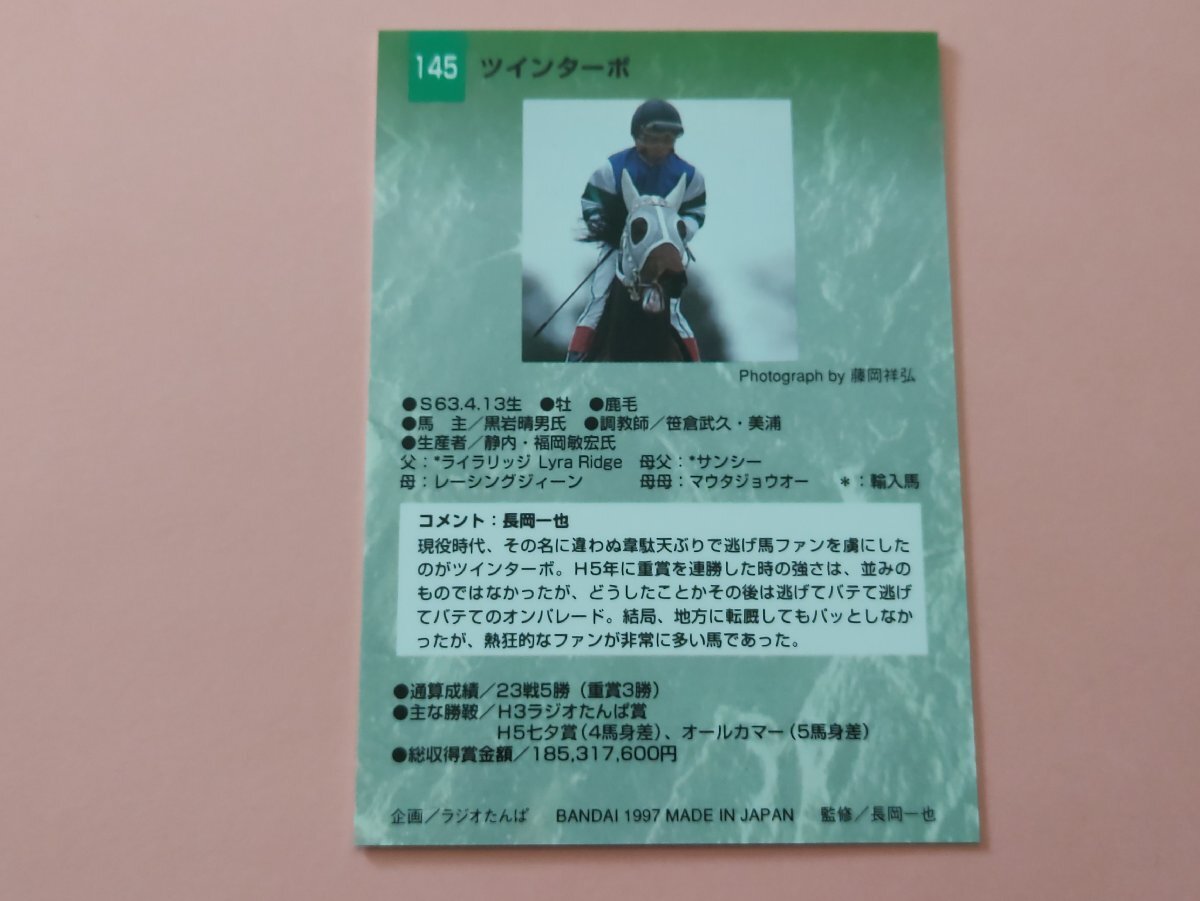 145 ツインターボ
Photograph by 藤岡祥弘
●S63.4.13生 ●牡 ●鹿毛
●馬 主／黒岩晴男氏 ●調教師／笹倉武久・美浦
●生産者／静内・福岡敏宏氏
父：*ライラリッジ Lyra Ridge 母父：*サンシー
母：レーシングジィーン 母母：マウタジョウオー *：輸入馬
コメント：長岡一也
現役時代、その名に違わぬ韋駄天ぶりで逃げ馬ファンを虜にした
のがツインターボ。H5年に重賞を連勝した時の強さは、並みの
ものではなかったが、どうしたことかその後は逃げてバテて逃げ
てバテてのオンパレード。結局、地方に転厩してもパッとしなか
ったが、熱狂的なファンが非常に多い馬であった。
●通算成績／23戦5勝（重賞3勝）
●主な勝鞍／H3ラジオたんぱ賞
H5七夕賞（4馬身差）、オールカマー（5馬身差）
●総収得賞金額／185,317,600円
企画／ラジオたんぱ BANDAI 1997 MADE IN JAPAN 監修／長岡一也